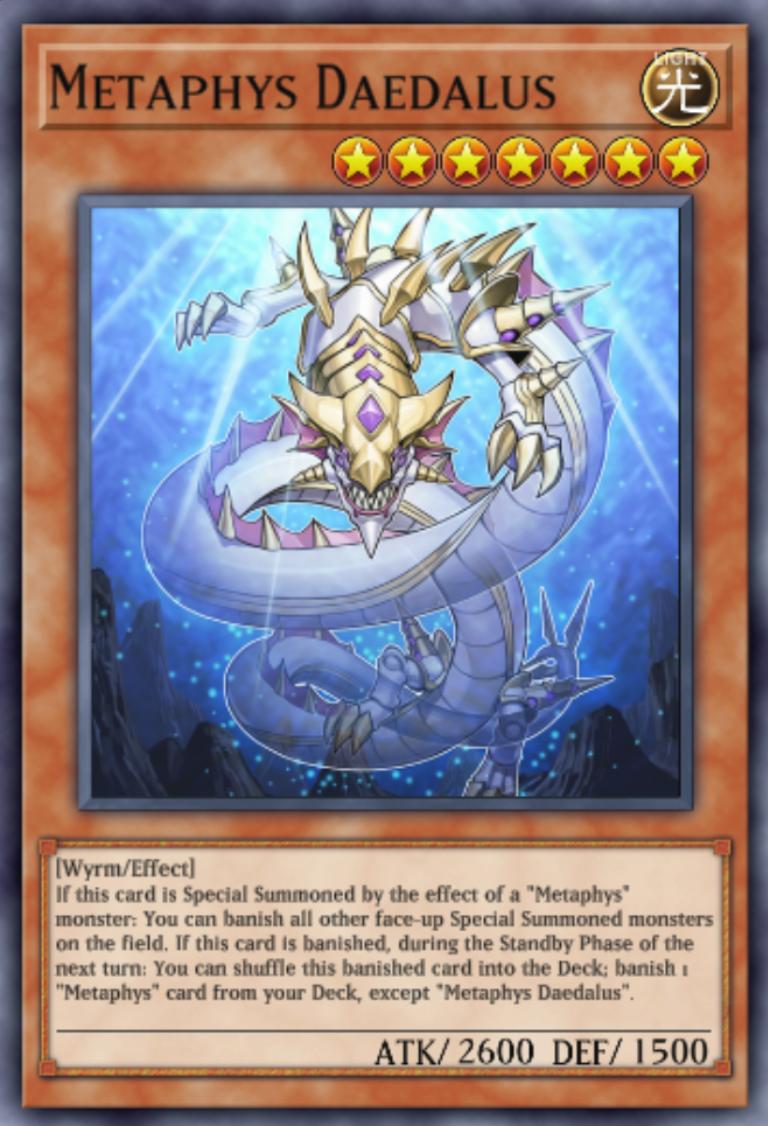 METAPHYS DAEDALUS
LIGHT
光
[Wyrm/Effect]
If this card is Special Summoned by the effect of a "Metaphys"
monster: You can banish all other face-up Special Summoned monsters
on the field. If this card is banished, during the Standby Phase of the
next turn: You can shuffle this banished card into the Deck; banish 1
"Metaphys" card from your Deck, except "Metaphys Daedalus".
ATK/ 2600 DEF/ 1500